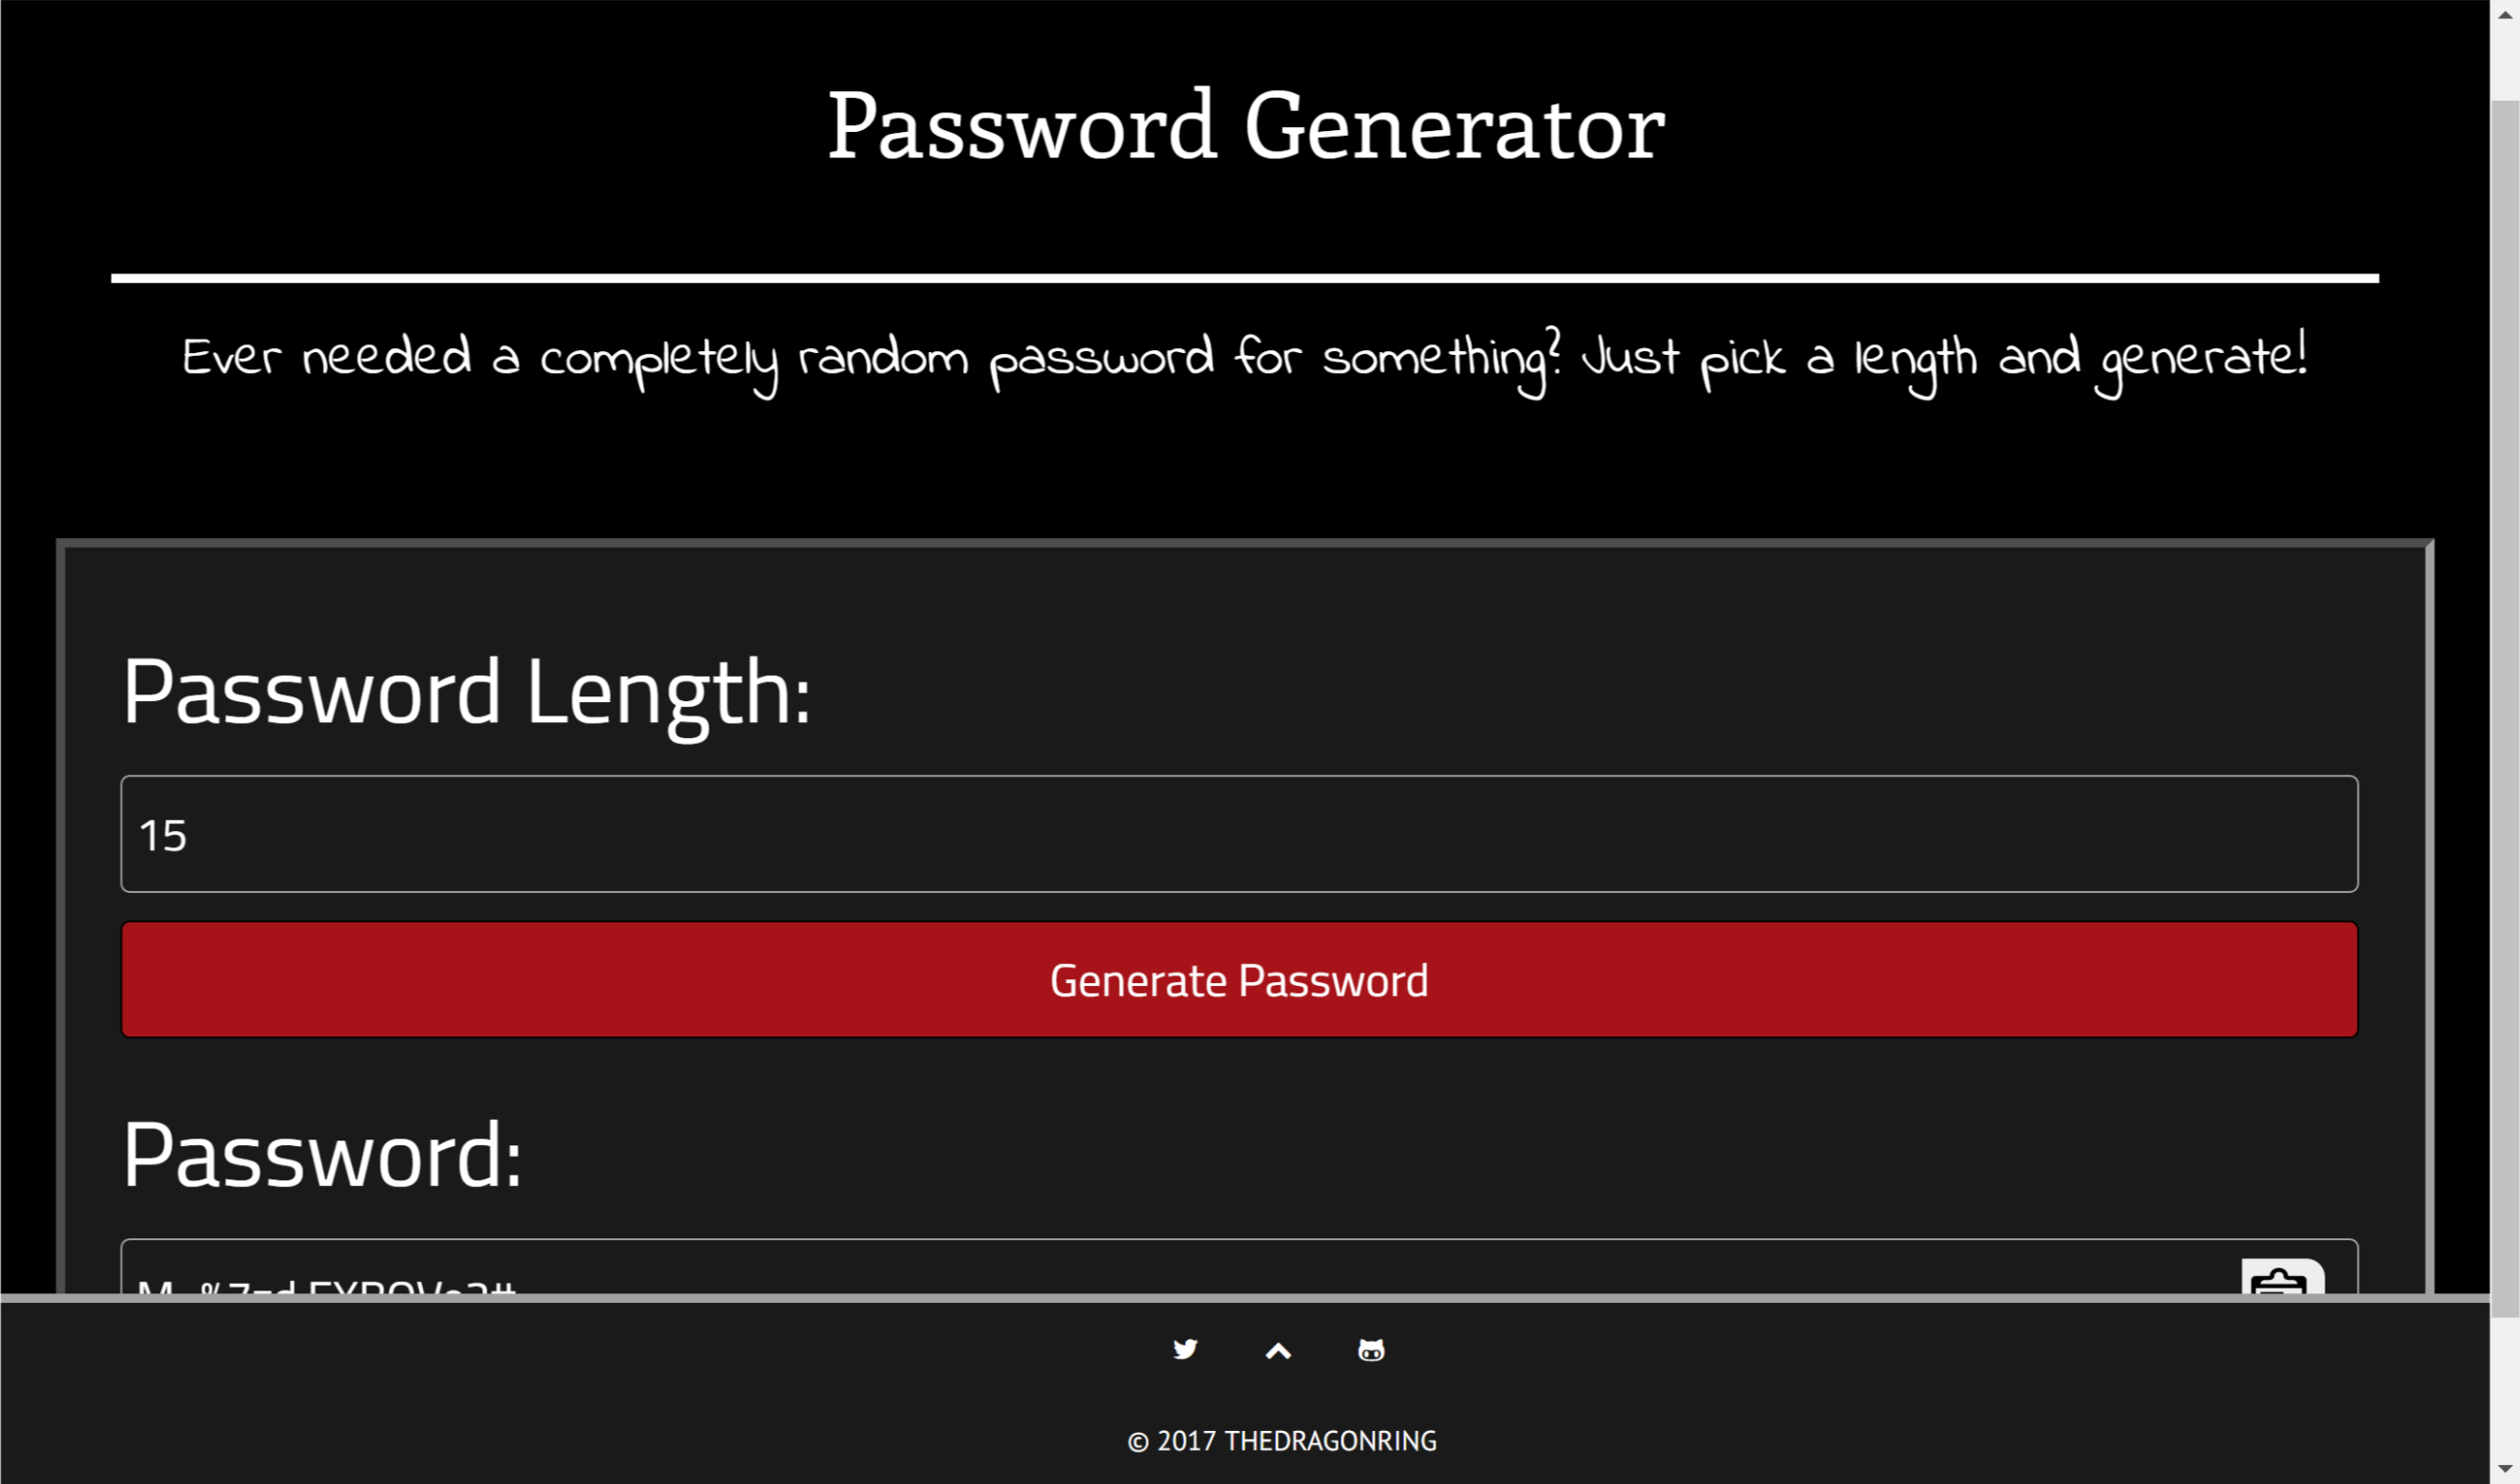 Password Generator
Ever needed a completely random password for something? Just pick a length and generate!
Password Length:
15
Generate Password
Password:
© 2017 THEDRAGONRING